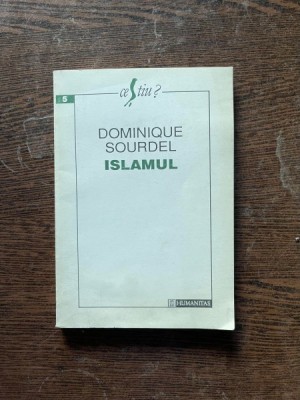 ce Știu?
5
DOMINIQUE
SOURDEL
ISLAMUL
HUMANITAS